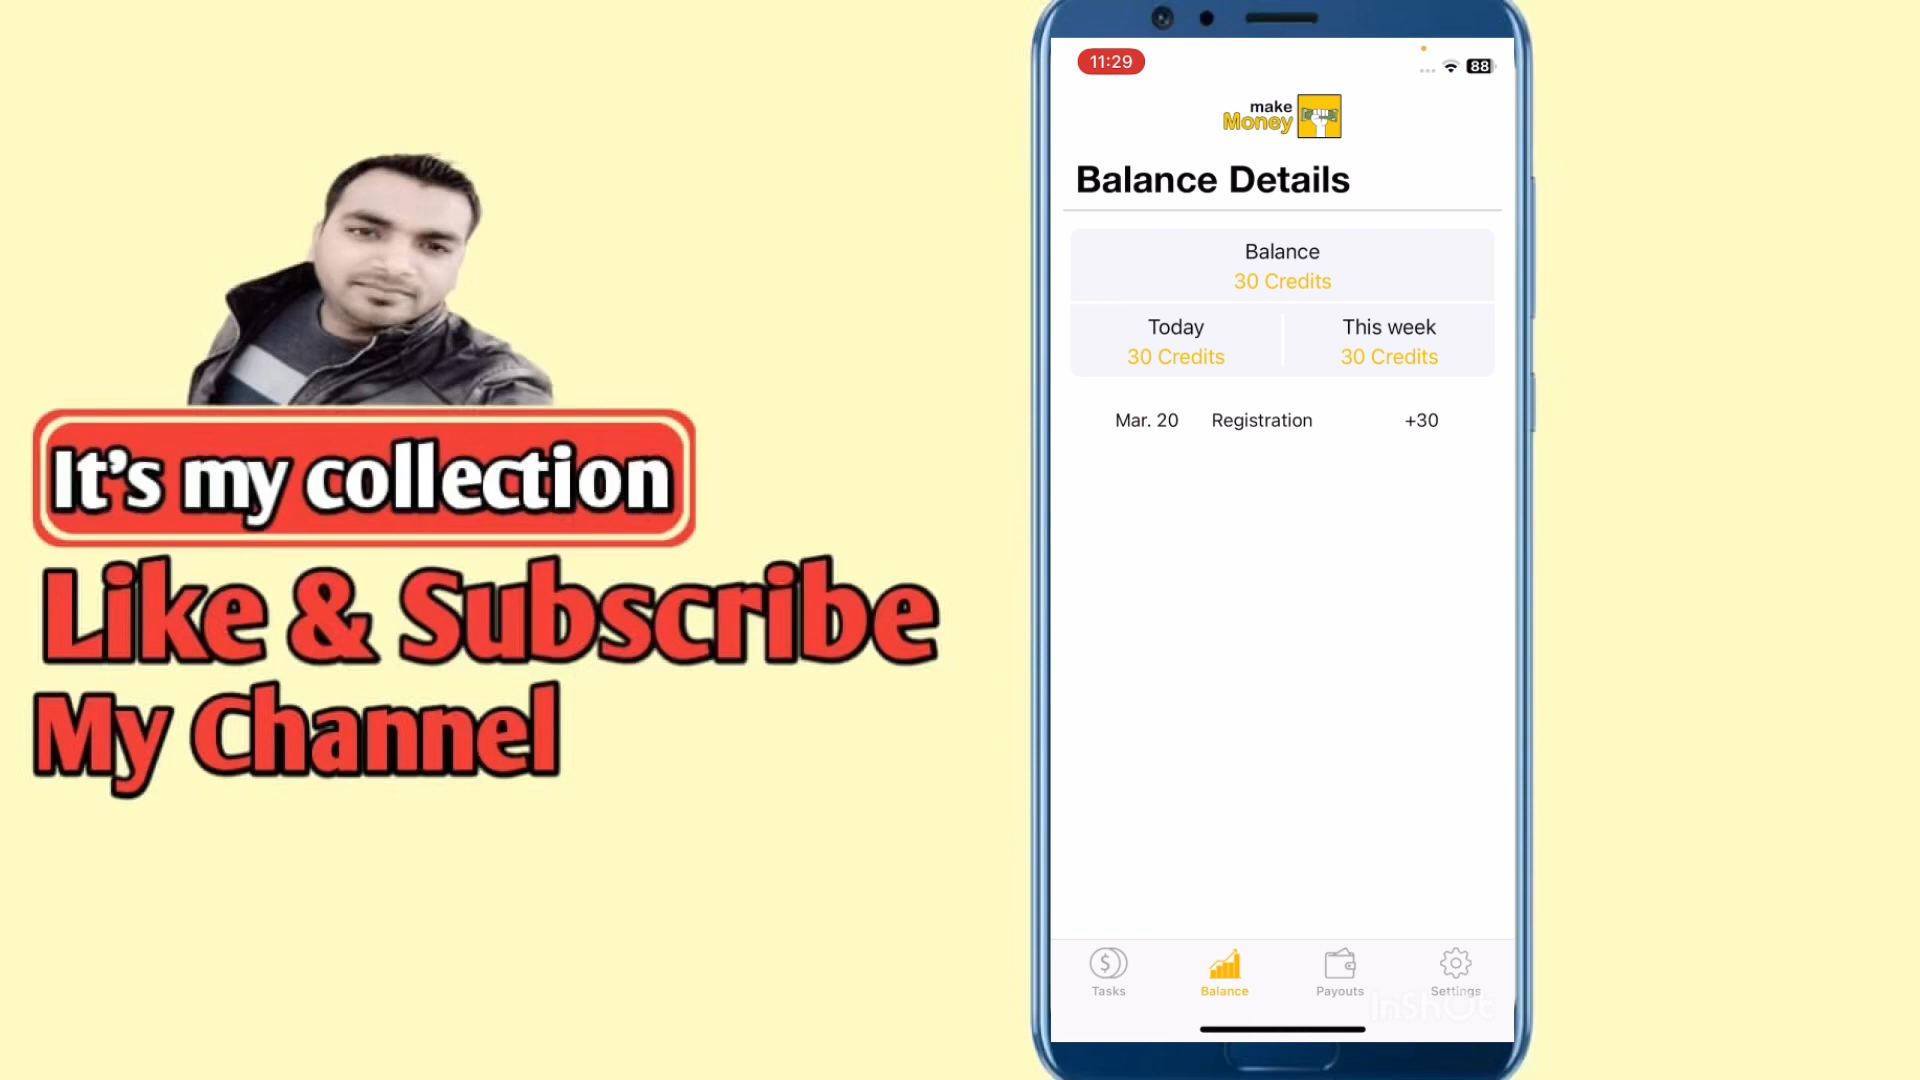 It's my collection
Like & Subscribe
My Channel
11:29
88
make
Money
Balance Details
Balance
30 Credits
Today
This week
30 Credits
30 Credits
Mar. 20 Registration +30
Tasks
Balance
Payouts
Settings
InShOt